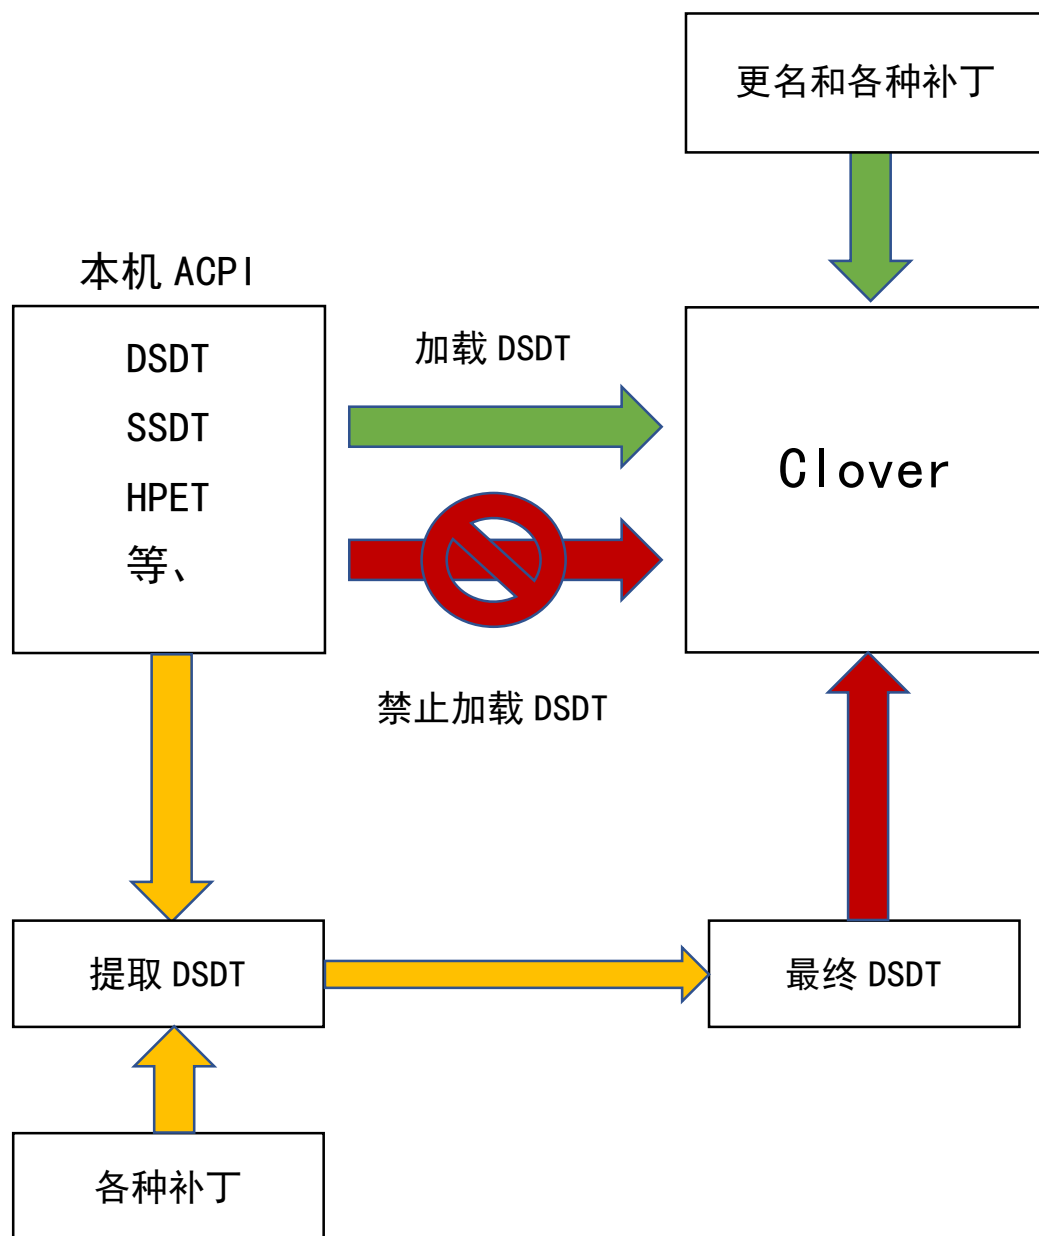 更名和各种补丁
本机 ACPI
DSDT
SSDT
HPET
等、
加载 DSDT
Clover
禁止加载 DSDT
提取 DSDT
最终 DSDT
各种补丁